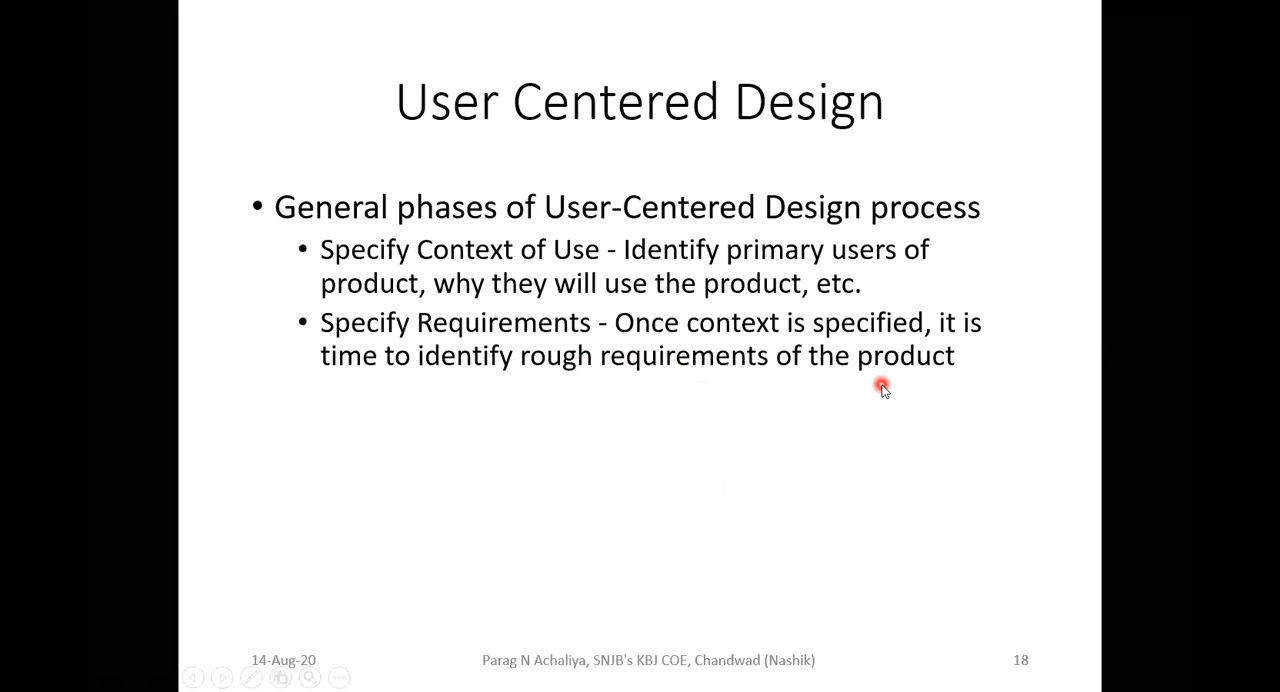 User Centered Design
• General phases of User-Centered Design process
• Specify Context of Use - Identify primary users of
product, why they will use the product, etc.
• Specify Requirements - Once context is specified, it is
time to identify rough requirements of the product
14-Aug-20
Parag N Achaliya, SNJB's KBJ COE, Chandwad (Nashik)
18